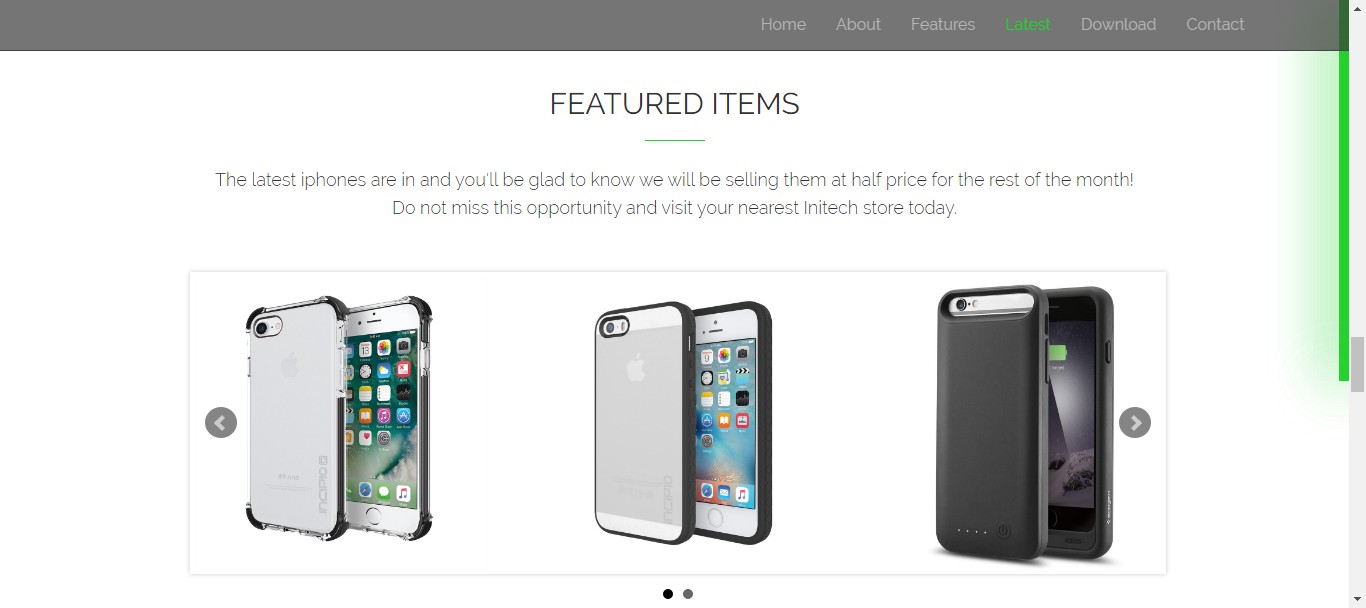 Home About Features Latest Download Contact
FEATURED ITEMS
The latest iphones are in and you'll be glad to know we will be selling them at half price for the rest of the month!
Do not miss this opportunity and visit your nearest Initech store today.
incipio
incipio